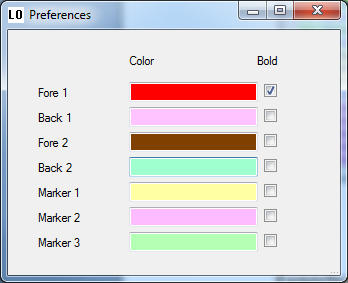 LO Preferences
Color Bold
Fore 1
Back 1
Fore 2
Back 2
Marker 1
Marker 2
Marker 3